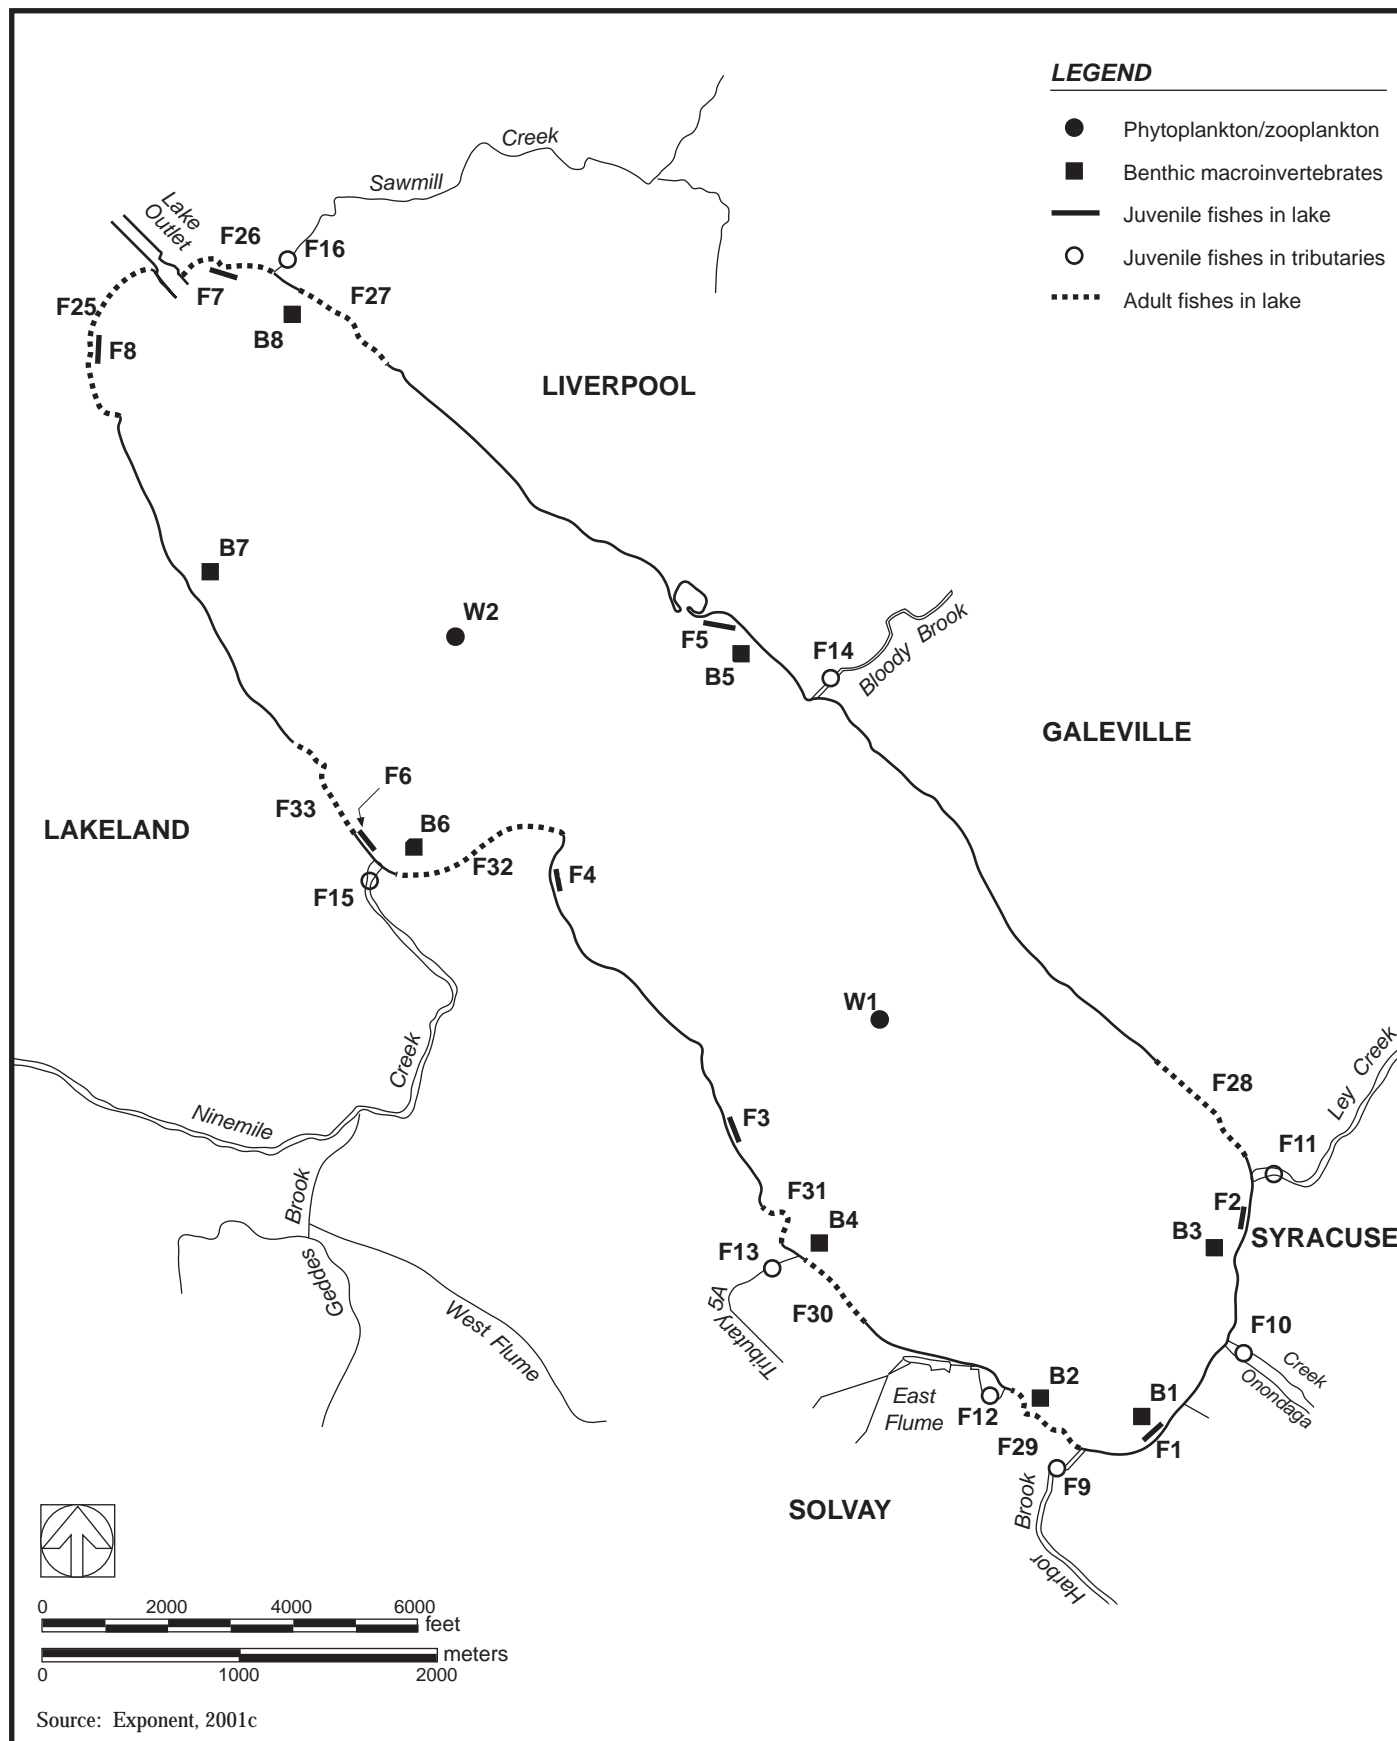 LEGEND
Phytoplankton/zooplankton
Benthic macroinvertebrates
Juvenile fishes in lake
Juvenile fishes in tributaries
Adult fishes in lake
Creek
Sawmill
Lake
Outlet
F26
F16
F7
F27
F25
B8
F8
LIVERPOOL
B7
W2
F5
B5
F14
Bloody Brook
GALEVILLE
F6
F33
B6
LAKELAND
F32
F4
F15
W1
Creek
Ninemile
F28
Ley Creek
F3
F11
Brook
F31
B4
F2
B3
SYRACUSE
F13
Geddes
Tributary 5A
F30
West Flume
F10
Creek
Onondaga
B2
B1
East
Flume
F12
F29
F1
F9
SOLVAY
Brook
Harbor
0 2000 4000 6000
feet
meters
0 1000 2000
Source: Exponent, 2001c